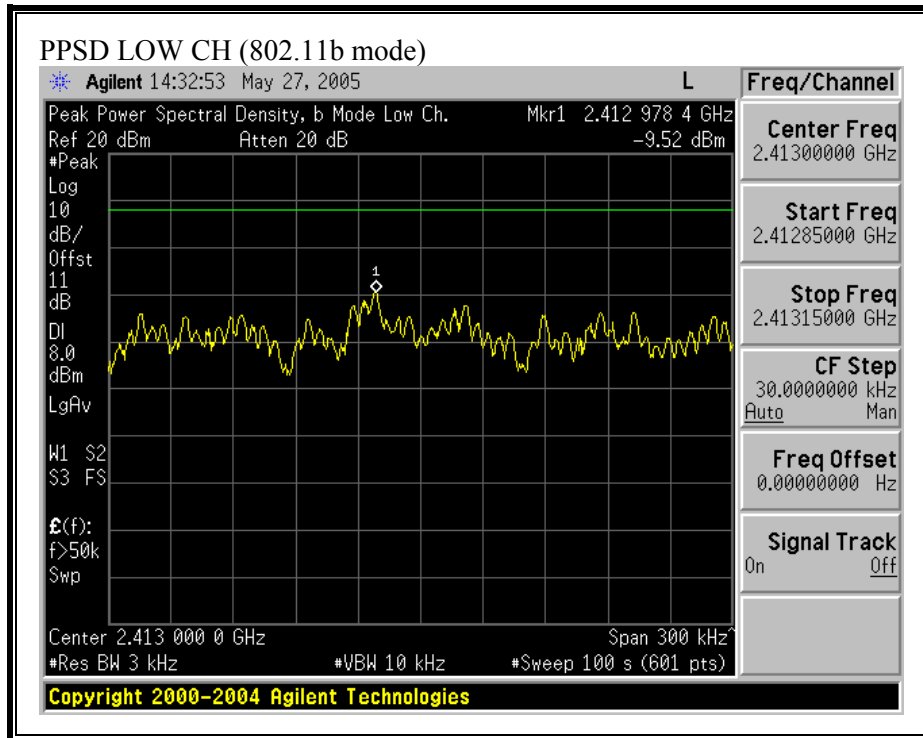 PPSD LOW CH (802.11b mode)
Agilent 14:32:53 May 27, 2005 L
Freq/Channel
Peak Power Spectral Density, b Mode Low Ch. Mkr1 2.412 978 4 GHz
Ref 20 dBm Atten 20 dB -9.52 dBm
#Peak
Log
10
dB/
Offst
11
dB
DI
8.0
dBm
LgAv
W1 S2
S3 FS
£(f):
f>50k
Swp
1
Center 2.413 000 0 GHz Span 300 kHz^
#Res BW 3 kHz #VBW 10 kHz #Sweep 100 s (601 pts)
Center Freq
2.41300000 GHz
Start Freq
2.41285000 GHz
Stop Freq
2.41315000 GHz
CF Step
30.0000000 kHz
Auto Man
Freq Offset
0.00000000 Hz
Signal Track
On Off
Copyright 2000-2004 Agilent Technologies